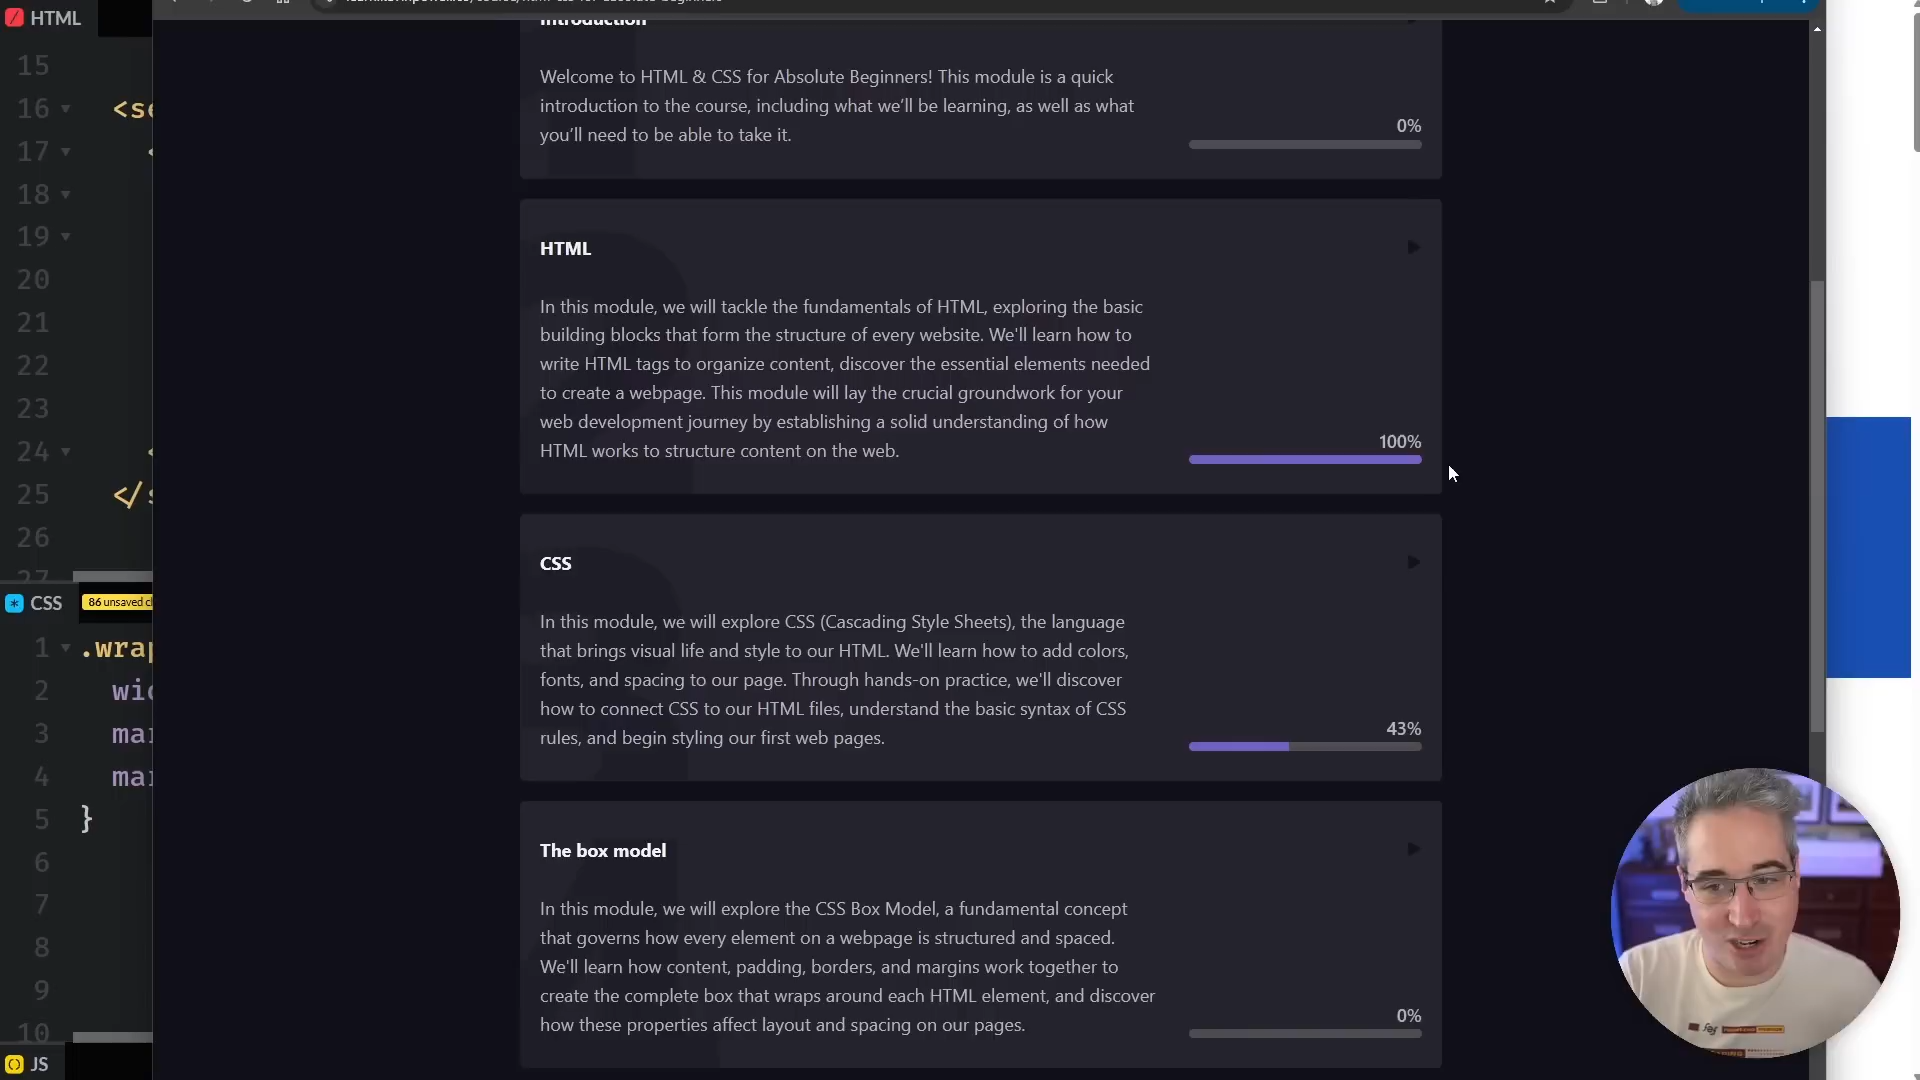 HTML
Introduction
Welcome to HTML & CSS for Absolute Beginners! This module is a quick
introduction to the course, including what we’ll be learning, as well as what
you’ll need to be able to take it.
0%
HTML
In this module, we will tackle the fundamentals of HTML, exploring the basic
building blocks that form the structure of every website. We'll learn how to
write HTML tags to organize content, discover the essential elements needed
to create a webpage. This module will lay the crucial groundwork for your
web development journey by establishing a solid understanding of how
HTML works to structure content on the web.
100%
CSS
In this module, we will explore CSS (Cascading Style Sheets), the language
that brings visual life and style to our HTML. We'll learn how to add colors,
fonts, and spacing to our page. Through hands-on practice, we'll discover
how to connect CSS to our HTML files, understand the basic syntax of CSS
rules, and begin styling our first web pages.
43%
The box model
In this module, we will explore the CSS Box Model, a fundamental concept
that governs how every element on a webpage is structured and spaced.
We'll learn how content, padding, borders, and margins work together to
create the complete box that wraps around each HTML element, and discover
how these properties affect layout and spacing on our pages.
0%
15
16 <se
17 <
18
19
20
21
22
23
24 <
25 </s
26
27
CSS
86 unsaved
1 .wrap
2 wid
3 mar
4 mar
5 }
6
7
8
9
10
JS